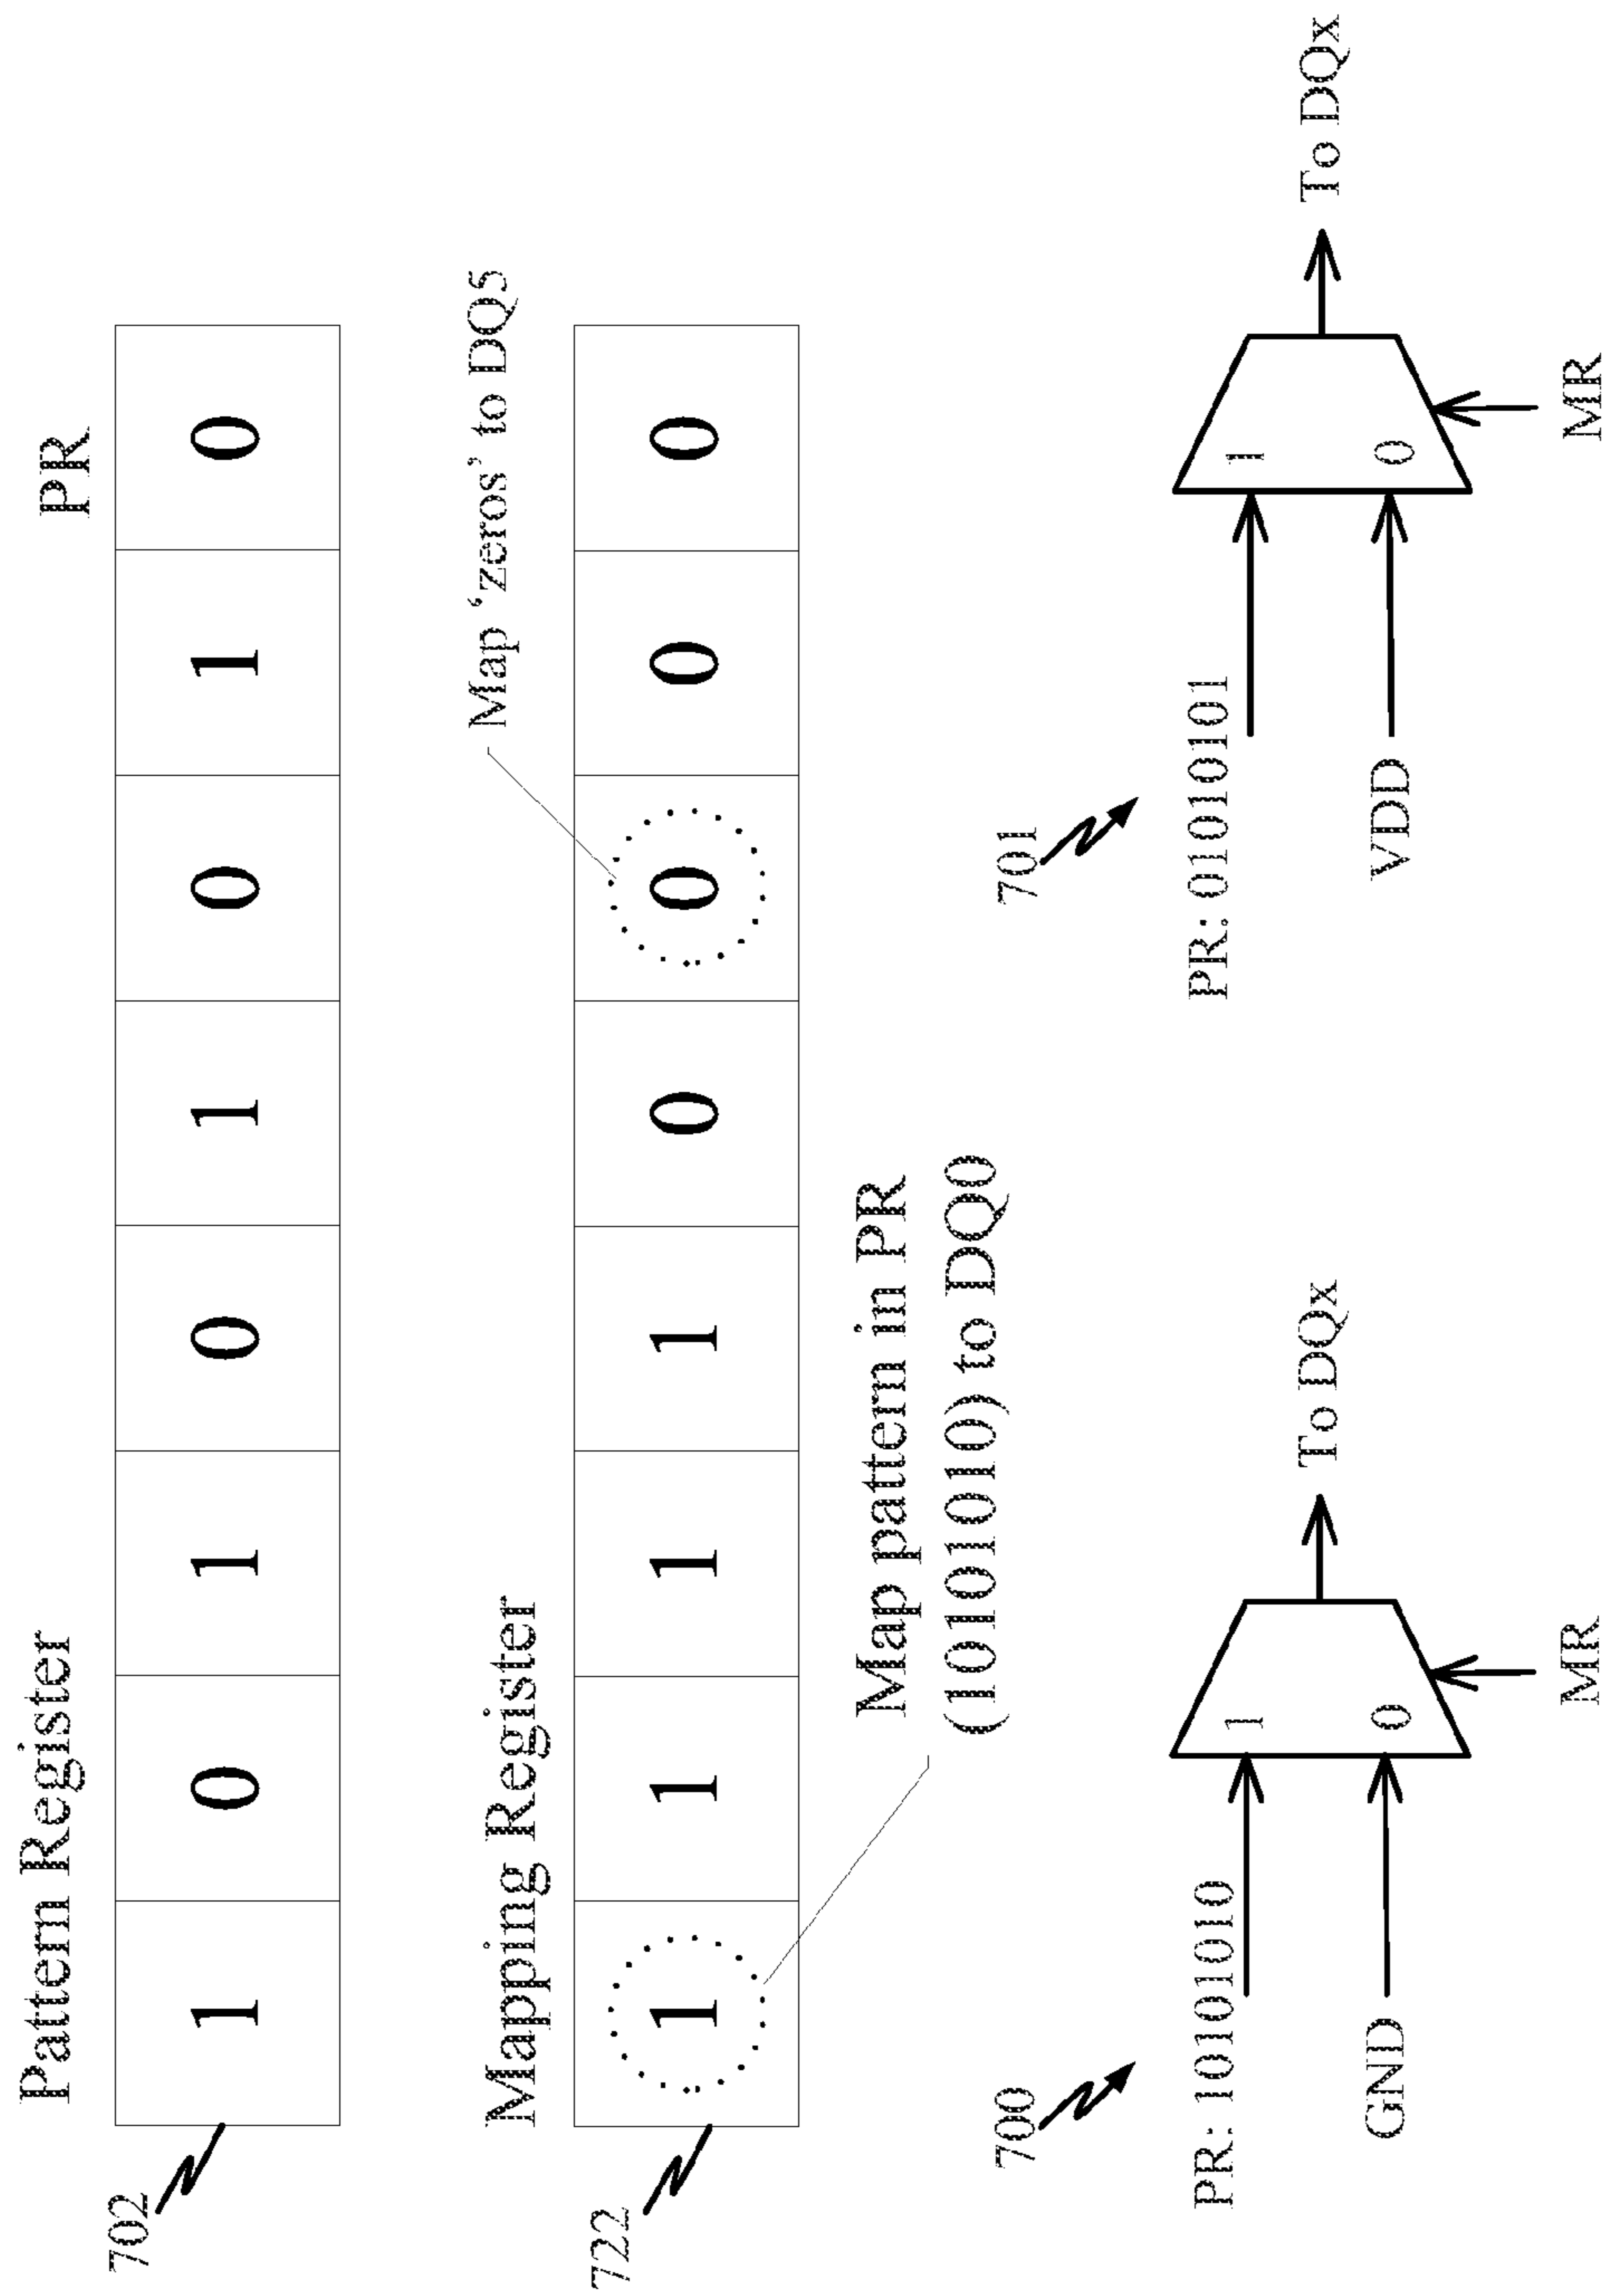 Pattern Register
PR
702
1 0 1 0 1 0 1 0
Mapping Register
Map ‘zeros’ to DQ5
722
1 1 1 1 0 0 0 0
Map pattern in PR
(10101010) to DQ0
700
PR: 10101010
GND
1
0
MR
To DQx
701
PR: 01010101
VDD
1
0
MR
To DQx